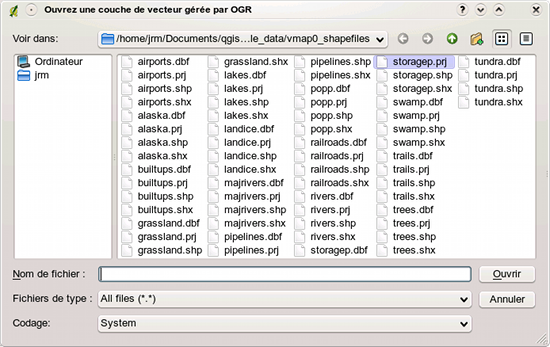 Ouvrez une couche de vecteur gérée par OGR
Voir dans: /home/jrm/Documents/qgis...le_data/vmap0_shapefiles
Ordinateur
jrm
airports.dbf
airports.prj
airports.shp
airports.shx
alaska.dbf
alaska.prj
alaska.shp
alaska.shx
builtups.dbf
builtups.prj
builtups.shp
builtups.shx
grassland.dbf
grassland.prj
grassland.shp
grassland.shx
lakes.dbf
lakes.prj
lakes.shp
lakes.shx
landice.dbf
landice.prj
landice.shp
landice.shx
majrivers.dbf
majrivers.prj
majrivers.shp
majrivers.shx
pipelines.dbf
pipelines.prj
pipelines.shp
pipelines.shx
popp.dbf
popp.prj
popp.shp
popp.shx
railroads.dbf
railroads.prj
railroads.shp
railroads.shx
rivers.dbf
rivers.prj
rivers.shp
rivers.shx
storagep.dbf
storagep.prj
storagep.shp
storagep.shx
swamp.dbf
swamp.prj
swamp.shp
swamp.shx
trails.dbf
trails.prj
trails.shp
trails.shx
trees.dbf
trees.prj
trees.shp
trees.shx
tundra.dbf
tundra.prj
tundra.shp
tundra.shx
Nom de fichier :
Ouvrir
Fichiers de type : All files (*.*)
Annuler
Codage: System